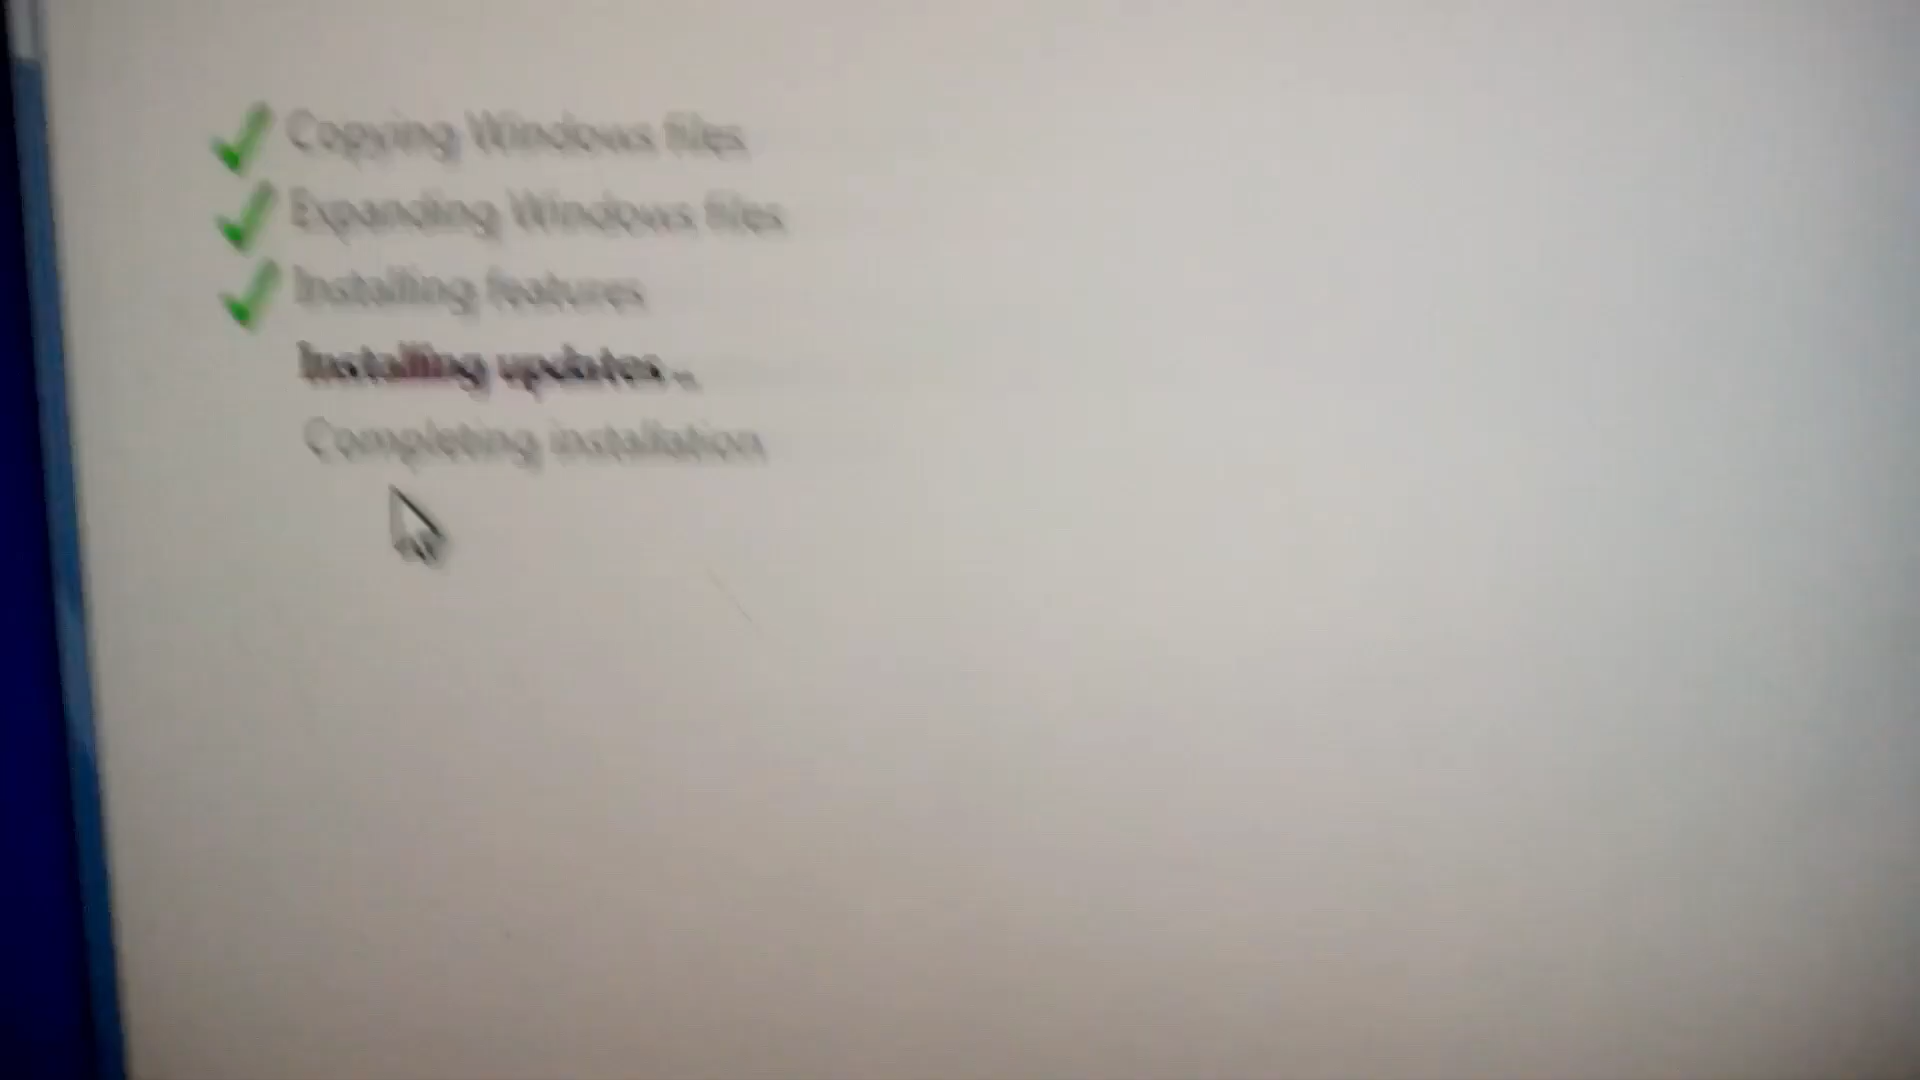 Copying Windows files
Expanding Windows files
Installing features
Installing updates...
Completing installation